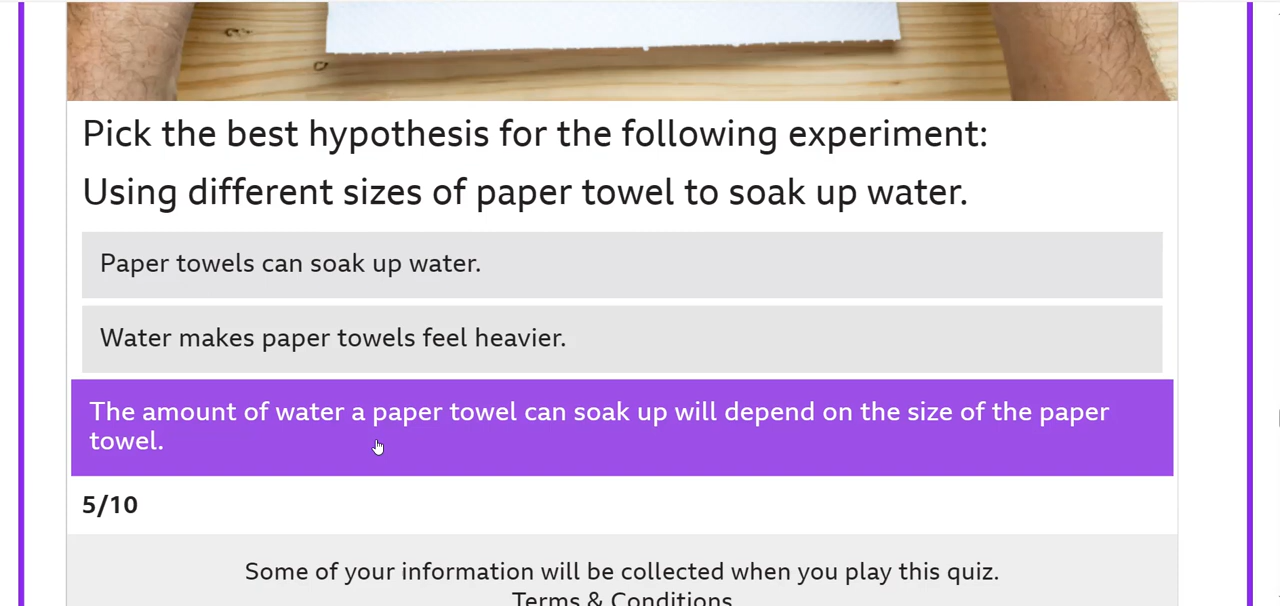 Pick the best hypothesis for the following experiment:
Using different sizes of paper towel to soak up water.
Paper towels can soak up water.
Water makes paper towels feel heavier.
The amount of water a paper towel can soak up will depend on the size of the paper
towel.
5/10
Some of your information will be collected when you play this quiz.
Terms & Conditions